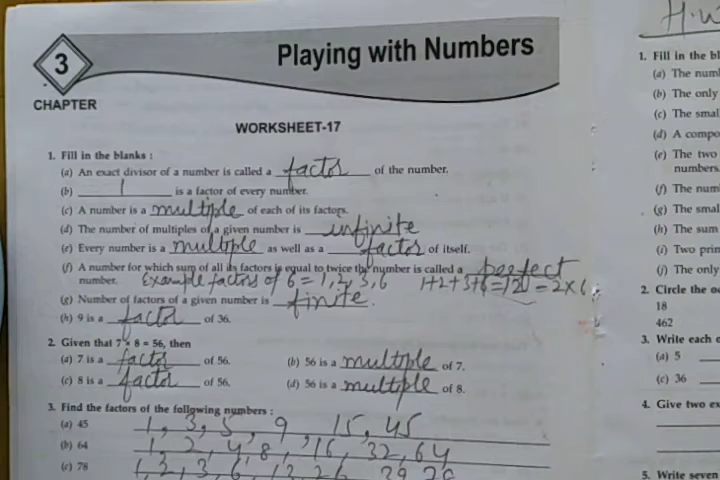 3
Playing with Numbers
CHAPTER
WORKSHEET-17
1. Fill in the blanks :
(a) An exact divisor of a number is called a factor of the number.
(b) 1 is a factor of every number.
(c) A number is a multiple of each of its factors.
(d) The number of multiples of a given number is infinite
(e) Every number is a multiple as well as a factor of itself.
(f) A number for which sum of all its factors is equal to twice the number is called a perfect
number. Example factors of 6 = 1, 2, 3, 6 1+2+3+6=12 = 2×6
(g) Number of factors of a given number is finite.
(h) 9 is a factor of 36.
2. Given that 7 × 8 = 56, then
(a) 7 is a factor of 56. (b) 56 is a multiple of 7.
(c) 8 is a factor of 56. (d) 56 is a multiple of 8.
3. Find the factors of the following numbers :
(a) 45 1, 3, 5, 9, 15, 45
(b) 64 1, 2, 4, 8, 16, 32, 64
(c) 78 1, 2, 3, 6, 13, 26, 39
H.W
1. Fill in the bl
(a) The num
(b) The only
(c) The smal
(d) A compo
(e) The two
numbers
(f) The num
(g) The smal
(h) The sum
(i) Two prin
(j) The only
2. Circle the o
18
462
3. Write each
(a) 5
(c) 36
4. Give two ex
5. Write seven